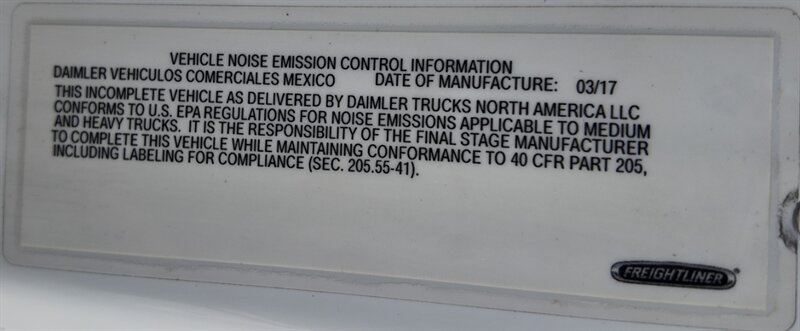 VEHICLE NOISE EMISSION CONTROL INFORMATION
DAIMLER VEHICULOS COMERCIALES MEXICO DATE OF MANUFACTURE: 03/17
THIS INCOMPLETE VEHICLE AS DELIVERED BY DAIMLER TRUCKS NORTH AMERICA LLC
CONFORMS TO U.S. EPA REGULATIONS FOR NOISE EMISSIONS APPLICABLE TO MEDIUM
AND HEAVY TRUCKS. IT IS THE RESPONSIBILITY OF THE FINAL STAGE MANUFACTURER
TO COMPLETE THIS VEHICLE WHILE MAINTAINING CONFORMANCE TO 40 CFR PART 205,
INCLUDING LABELING FOR COMPLIANCE (SEC. 205.55-41).
FREIGHTLINER